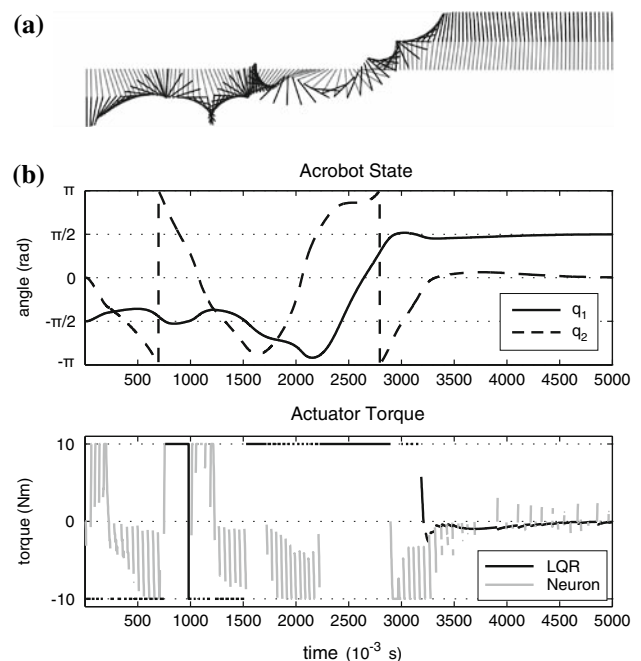 (a)
(b)
Acrobot State
π
π/2
0
-π/2
-π
angle (rad)
q1
q2
500 1000 1500 2000 2500 3000 3500 4000 4500 5000
Actuator Torque
10
0
-10
torque (Nm)
LQR
Neuron
500 1000 1500 2000 2500 3000 3500 4000 4500 5000
time (10⁻³ s)